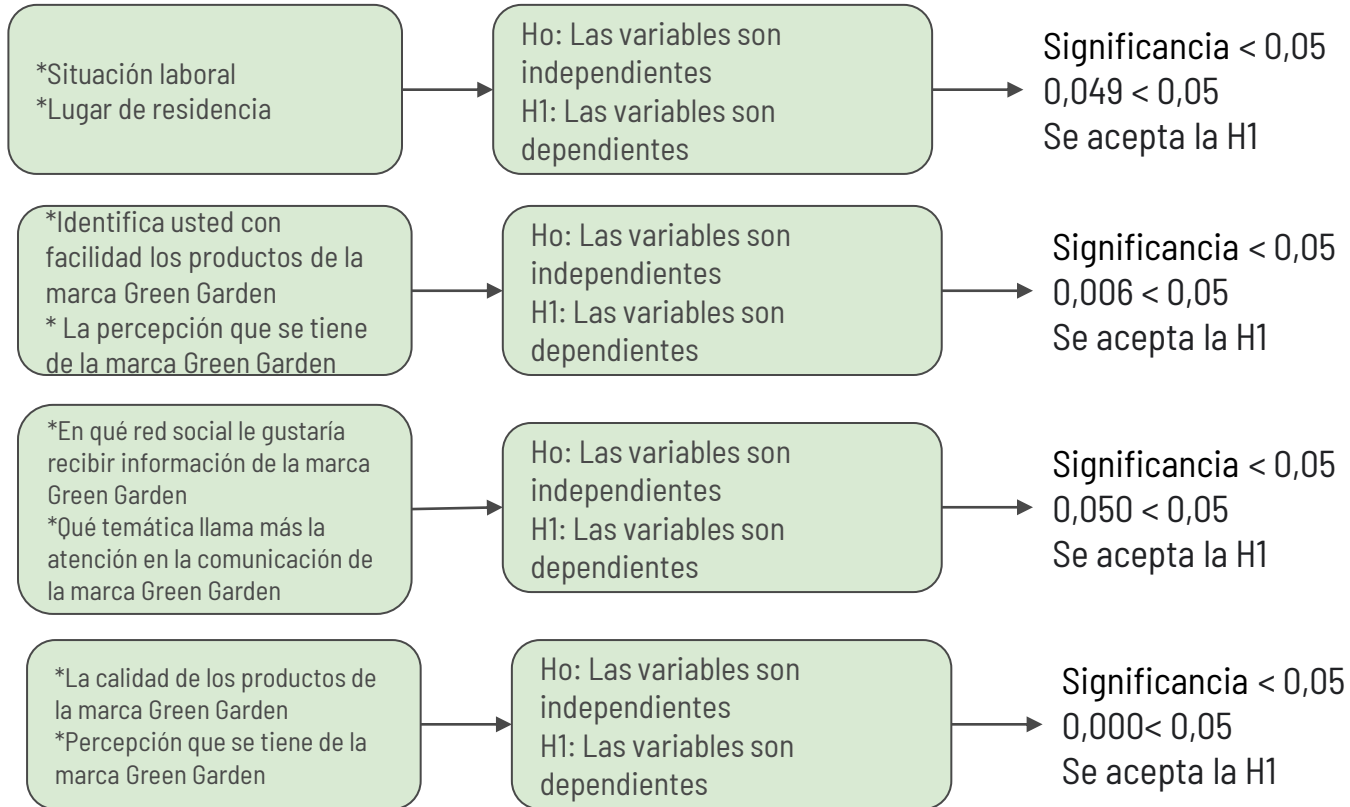 *Situación laboral
*Lugar de residencia
Ho: Las variables son
independientes
H1: Las variables son
dependientes
Significancia < 0,05
0,049 < 0,05
Se acepta la H1
*Identifica usted con
facilidad los productos de la
marca Green Garden
* La percepción que se tiene
de la marca Green Garden
Ho: Las variables son
independientes
H1: Las variables son
dependientes
Significancia < 0,05
0,006 < 0,05
Se acepta la H1
*En qué red social le gustaría
recibir información de la marca
Green Garden
*Qué temática llama más la
atención en la comunicación de
la marca Green Garden
Ho: Las variables son
independientes
H1: Las variables son
dependientes
Significancia < 0,05
0,050 < 0,05
Se acepta la H1
*La calidad de los productos de
la marca Green Garden
*Percepción que se tiene de la
marca Green Garden
Ho: Las variables son
independientes
H1: Las variables son
dependientes
Significancia < 0,05
0,000< 0,05
Se acepta la H1